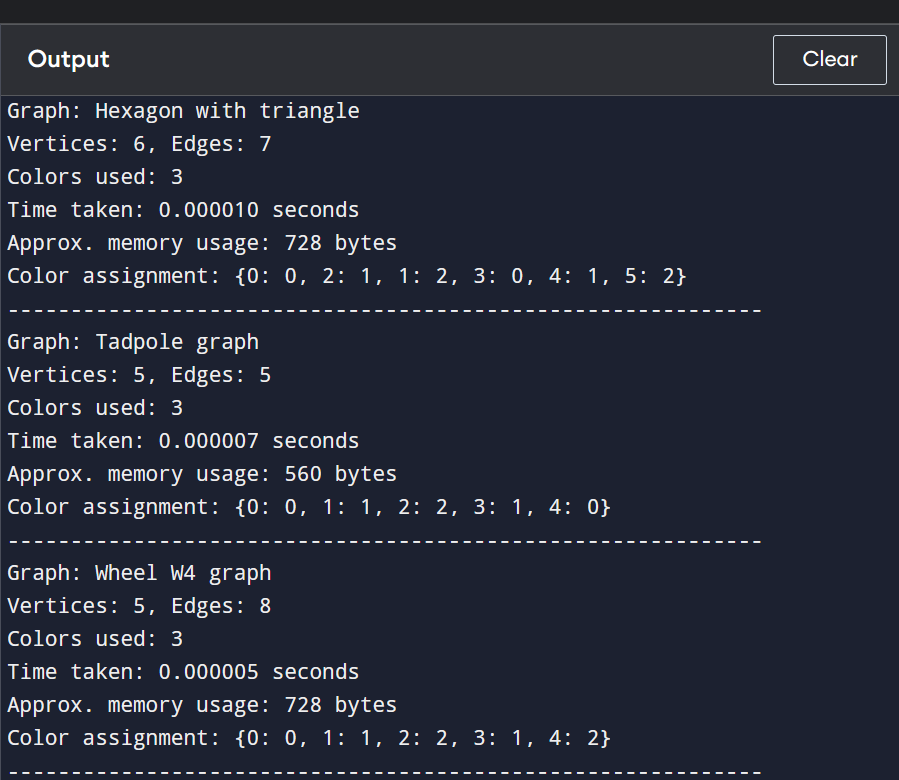 Output
Clear
Graph: Hexagon with triangle
Vertices: 6, Edges: 7
Colors used: 3
Time taken: 0.000010 seconds
Approx. memory usage: 728 bytes
Color assignment: {0: 0, 2: 1, 1: 2, 3: 0, 4: 1, 5: 2}
------------------------------------------------------------
Graph: Tadpole graph
Vertices: 5, Edges: 5
Colors used: 3
Time taken: 0.000007 seconds
Approx. memory usage: 560 bytes
Color assignment: {0: 0, 1: 1, 2: 2, 3: 1, 4: 0}
------------------------------------------------------------
Graph: Wheel W4 graph
Vertices: 5, Edges: 8
Colors used: 3
Time taken: 0.000005 seconds
Approx. memory usage: 728 bytes
Color assignment: {0: 0, 1: 1, 2: 2, 3: 1, 4: 2}
------------------------------------------------------------